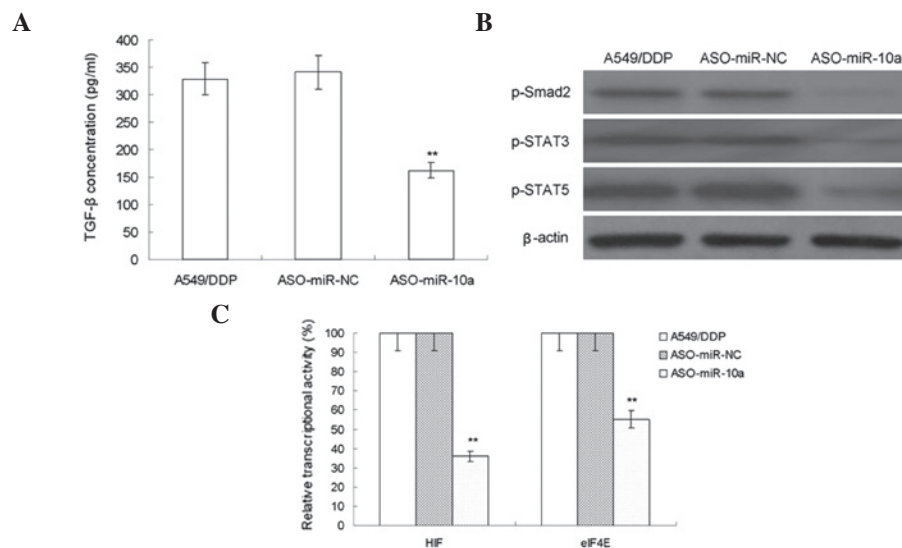 A
TGF-β concentration (pg/ml)
400
350
300
250
200
150
100
50
0
**
A549/DDP
ASO-miR-NC
ASO-miR-10a
B
A549/DDP
ASO-miR-NC
ASO-miR-10a
p-Smad2
p-STAT3
p-STAT5
β-actin
C
Relative transcriptional activity (%)
100
90
80
70
60
50
40
30
20
10
0
**
**
HIF
eIF4E
A549/DDP
ASO-miR-NC
ASO-miR-10a